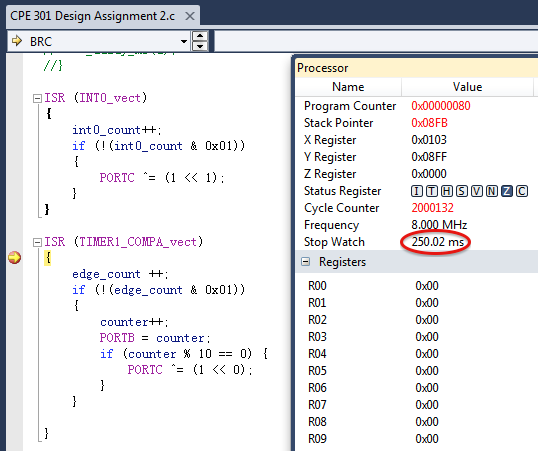 CPE 301 Design Assignment 2.c
BRC
//}
ISR (INT0_vect)
{
int0_count++;
if (!(int0_count & 0x01))
{
PORTC ^= (1 << 1);
}
}
ISR (TIMER1_COMPA_vect)
{
edge_count ++;
if (!(edge_count & 0x01))
{
counter++;
PORTB = counter;
if (counter % 10 == 0) {
PORTC ^= (1 << 0);
}
}
}
Processor
Name Value
Program Counter 0x00000080
Stack Pointer 0x08FB
X Register 0x0103
Y Register 0x08FF
Z Register 0x0000
Status Register I T H S V N Z C
Cycle Counter 2000132
Frequency 8.000 MHz
Stop Watch 250.02 ms
Registers
R00 0x00
R01 0x00
R02 0x00
R03 0x00
R04 0x00
R05 0x00
R06 0x00
R07 0x00
R08 0x00
R09 0x00